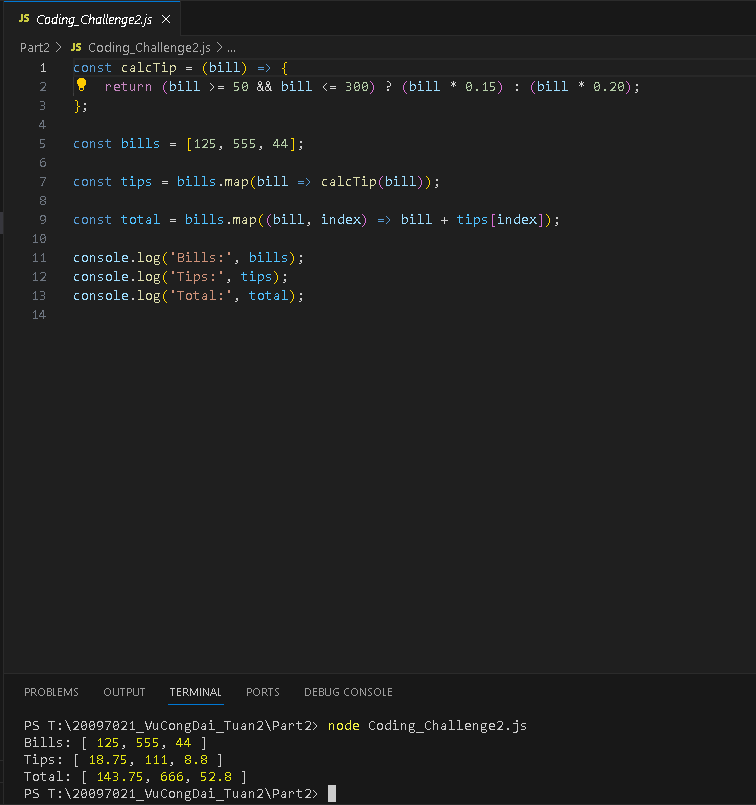 JS Coding_Challenge2.js ×
Part2 > JS Coding_Challenge2.js > ...
1 const calcTip = (bill) => {
2 return (bill >= 50 && bill <= 300) ? (bill * 0.15) : (bill * 0.20);
3 };
4
5 const bills = [125, 555, 44];
6
7 const tips = bills.map(bill => calcTip(bill));
8
9 const total = bills.map((bill, index) => bill + tips[index]);
10
11 console.log('Bills:', bills);
12 console.log('Tips:', tips);
13 console.log('Total:', total);
14
PROBLEMS OUTPUT TERMINAL PORTS DEBUG CONSOLE
PS T:\20097021_VuCongDai_Tuan2\Part2> node Coding_Challenge2.js
Bills: [ 125, 555, 44 ]
Tips: [ 18.75, 111, 8.8 ]
Total: [ 143.75, 666, 52.8 ]
PS T:\20097021_VuCongDai_Tuan2\Part2>